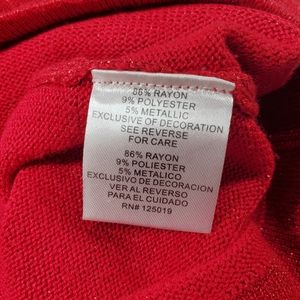 86% RAYON
9% POLYESTER
5% METALLIC
EXCLUSIVE OF DECORATION
SEE REVERSE
FOR CARE
86% RAYON
9% POLIESTER
5% METALICO
EXCLUSIVO DE DECORACION
VER AL REVERSO
PARA EL CUIDADO
RN# 125019